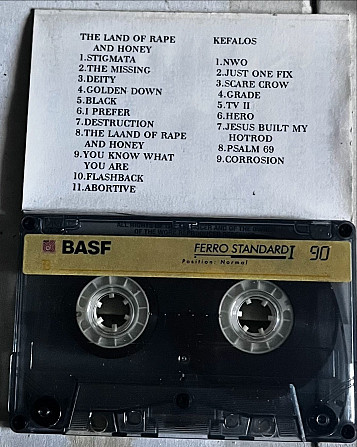 THE LAND OF RAPE
AND HONEY
1.STIGMATA
2.THE MISSING
3.DEITY
4.GOLDEN DOWN
5.BLACK
6.I PREFER
7.DESTRUCTION
8.THE LAAND OF RAPE
AND HONEY
9.YOU KNOW WHAT
YOU ARE
10.FLASHBACK
11.ABORTIVE
KEFALOS
1.NWO
2.JUST ONE FIX
3.SCARE CROW
4.GRADE
5.TV II
6.HERO
7.JESUS BUILT MY
HOTROD
8.PSALM 69
9.CORROSION
BASF
FERRO STANDARD I 90
Position: Normal